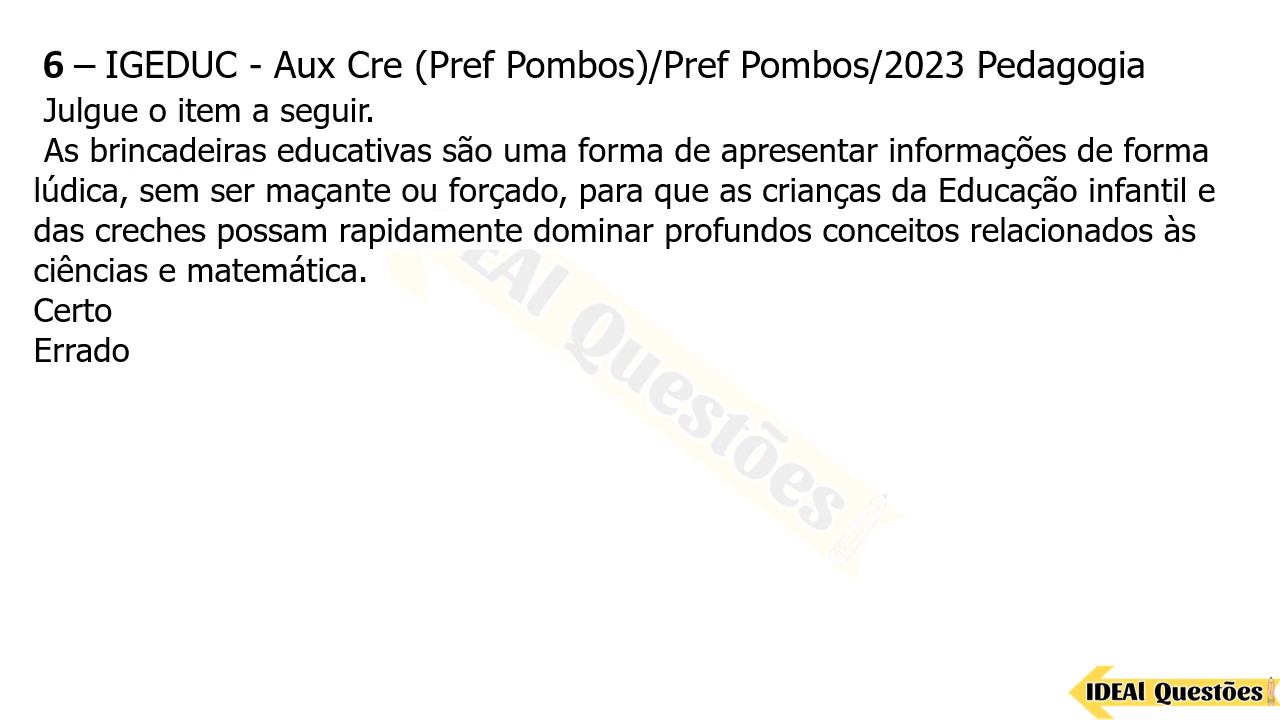 6 – IGEDUC - Aux Cre (Pref Pombos)/Pref Pombos/2023 Pedagogia
Julgue o item a seguir.
As brincadeiras educativas são uma forma de apresentar informações de forma
lúdica, sem ser maçante ou forçado, para que as crianças da Educação infantil e
das creches possam rapidamente dominar profundos conceitos relacionados às
ciências e matemática.
Certo
Errado
EAl Questões
IDEAl Questões